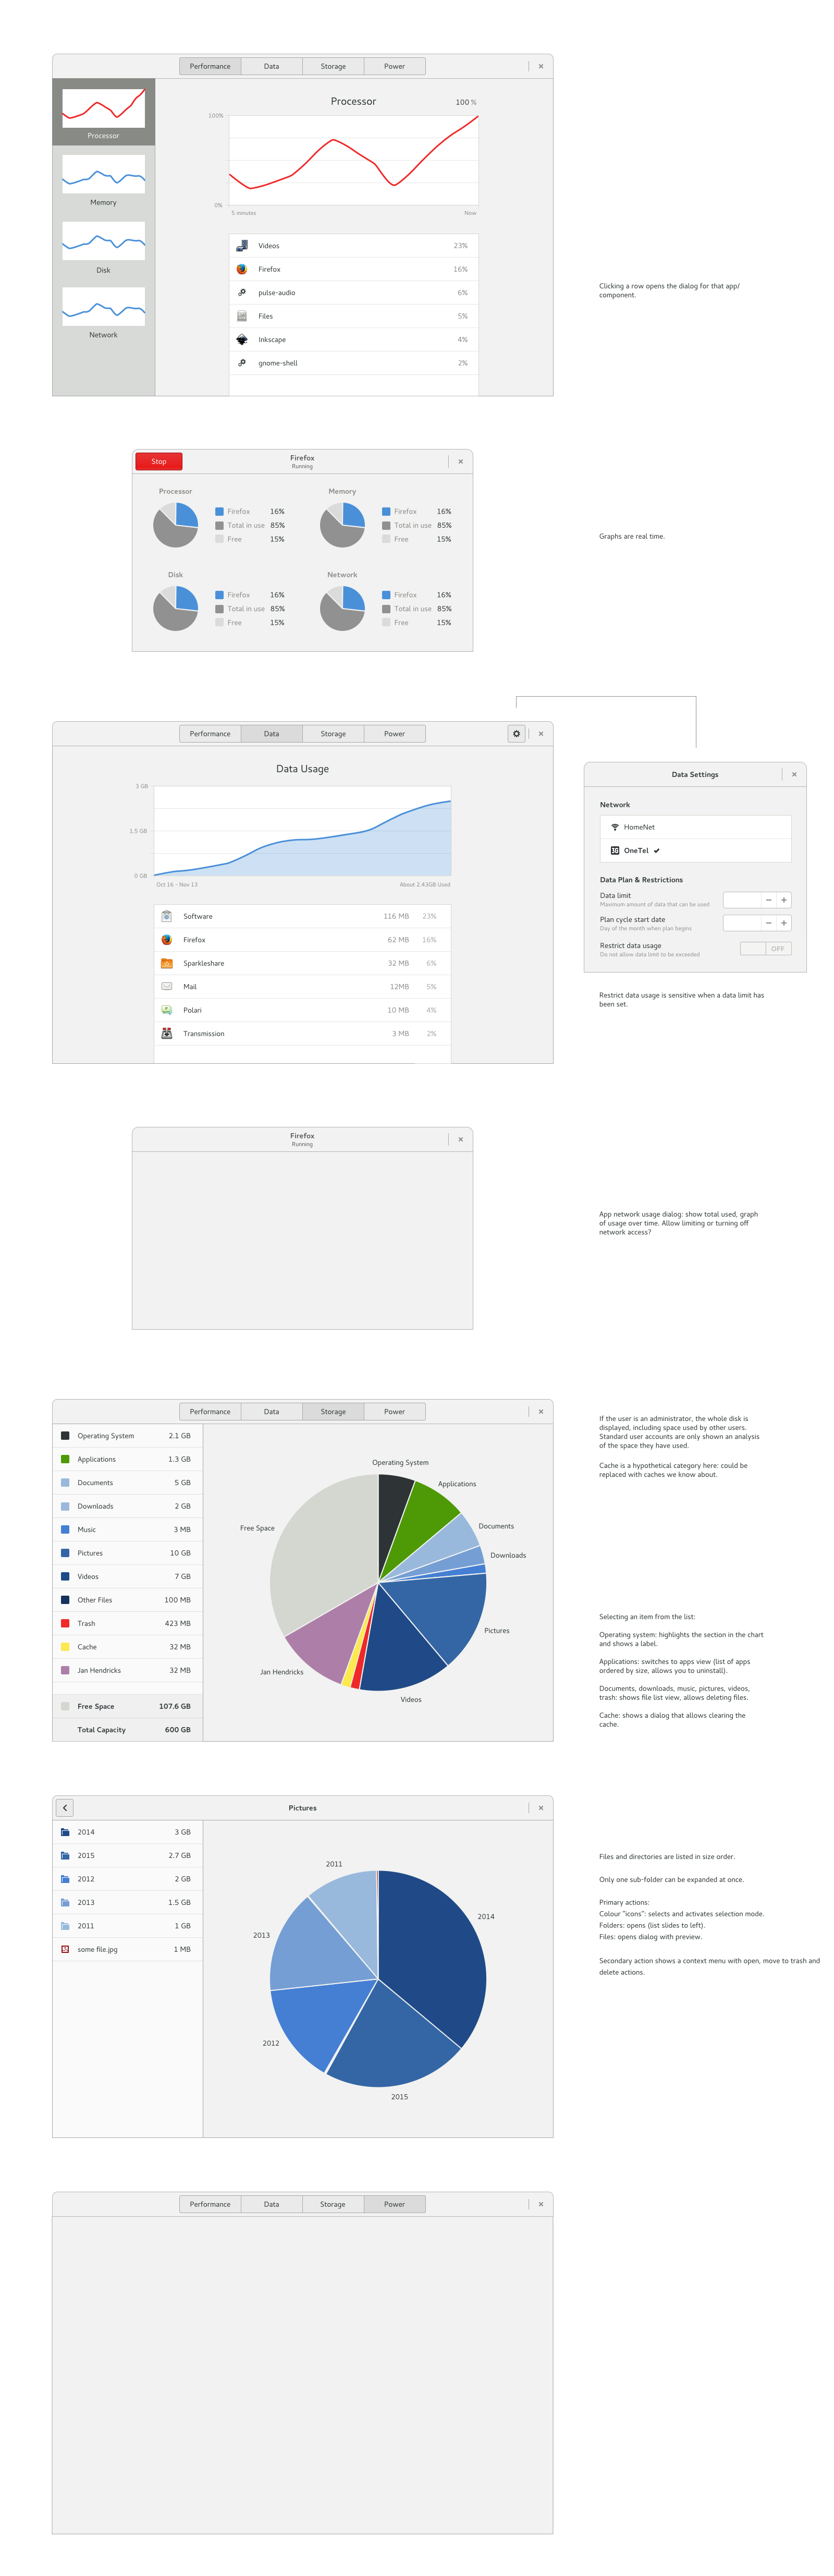 Performance Data Storage Power
Processor
Memory
Disk
Network
Processor 100 %
100%
0%
5 minutes Now
Videos 23%
Firefox 16%
pulse-audio 6%
Files 5%
Inkscape 4%
gnome-shell 2%
Clicking a row opens the dialog for that app/
component.
Stop
Firefox
Running
Processor
Firefox 16%
Total in use 85%
Free 15%
Memory
Firefox 16%
Total in use 85%
Free 15%
Disk
Firefox 16%
Total in use 85%
Free 15%
Network
Firefox 16%
Total in use 85%
Free 15%
Graphs are real time.
Performance Data Storage Power
Data Usage
3 GB
1.5 GB
0 GB
Oct 16 - Nov 13 About 2.43GB Used
Software 116 MB 23%
Firefox 62 MB 16%
Sparkleshare 32 MB 6%
Mail 12MB 5%
Polari 10 MB 4%
Transmission 3 MB 2%
Data Settings
Network
HomeNet
3G OneTel
Data Plan & Restrictions
Data limit
Maximum amount of data that can be used
Plan cycle start date
Day of the month when plan begins
Restrict data usage OFF
Do not allow data limit to be exceeded
Restrict data usage is sensitive when a data limit has
been set.
Firefox
Running
App network usage dialog: show total used, graph
of usage over time. Allow limiting or turning off
network access?
Performance Data Storage Power
Operating System 2.1 GB
Applications 1.3 GB
Documents 5 GB
Downloads 2 GB
Music 3 MB
Pictures 10 GB
Videos 7 GB
Other Files 100 MB
Trash 423 MB
Cache 32 MB
Jan Hendricks 32 MB
Free Space 107.6 GB
Total Capacity 600 GB
Operating System
Applications
Documents
Downloads
Pictures
Videos
Jan Hendricks
Free Space
If the user is an administrator, the whole disk is
displayed, including space used by other users.
Standard user accounts are only shown an analysis
of the space they have used.
Cache is a hypothetical category here: could be
replaced with caches we know about.
Selecting an item from the list:
Operating system: highlights the section in the chart
and shows a label.
Applications: switches to apps view (list of apps
ordered by size, allows you to uninstall).
Documents, downloads, music, pictures, videos,
trash: shows file list view, allows deleting files.
Cache: shows a dialog that allows clearing the
cache.
Pictures
2014 3 GB
2015 2.7 GB
2012 2 GB
2013 1.5 GB
2011 1 GB
some file.jpg 1 MB
2011
2014
2013
2012
2015
Files and directories are listed in size order.
Only one sub-folder can be expanded at once.
Primary actions:
Colour "icons": selects and activates selection mode.
Folders: opens (list slides to left).
Files: opens dialog with preview.
Secondary action shows a context menu with open, move to trash and
delete actions.
Performance Data Storage Power